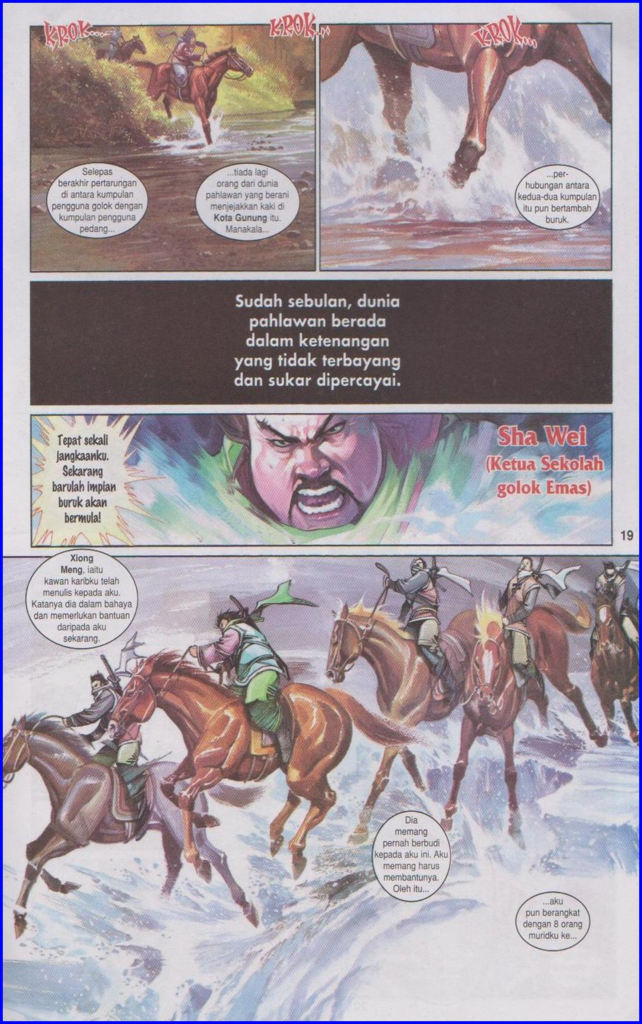 KROK...
KROK...
KROK...
Selepas
berakhir pertarungan
di antara kumpulan
pengguna golok dengan
kumpulan pengguna
pedang...
...tiada lagi
orang dari dunia
pahlawan yang berani
menjejakkan kaki di
Kota Gunung itu.
Manakala...
...per-
hubungan antara
kedua-dua kumpulan
itu pun bertambah
buruk.
Sudah sebulan, dunia
pahlawan berada
dalam ketenangan
yang tidak terbayang
dan sukar dipercayai.
Tepat sekali
jangkaanku.
Sekarang
barulah impian
buruk akan
bermula!
Sha Wei
(Ketua Sekolah
golok Emas)
19
Xiong
Meng, iaitu
kawan karibku telah
menulis kepada aku.
Katanya dia dalam bahaya
dan memerlukan bantuan
daripada aku
sekarang.
Dia
memang
pernah berbudi
kepada aku ini. Aku
memang harus
membantunya.
Oleh itu...
...aku
pun berangkat
dengan 8 orang
muridku ke...